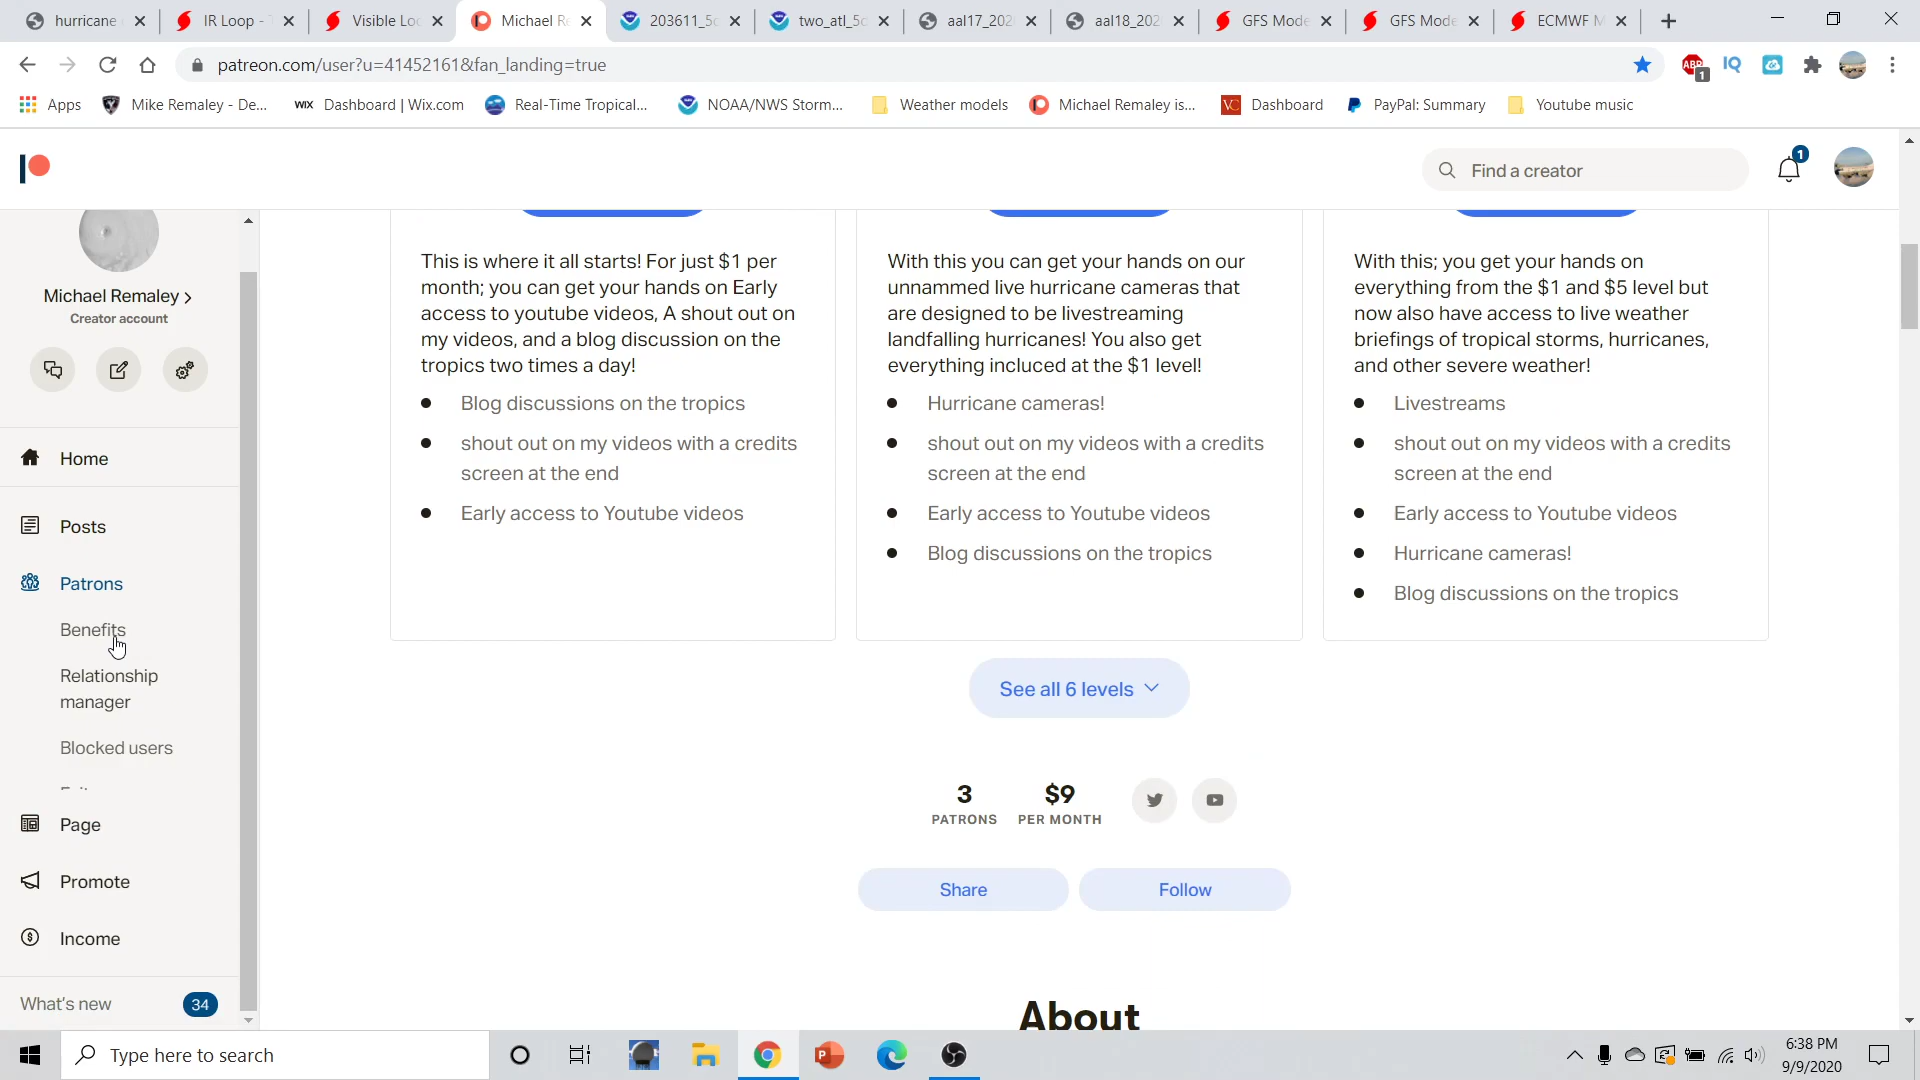 hurricane
IR Loop -
Visible Loo
Michael Re
203611_5d
two_atl_5d
aal17_202
aal18_202
GFS Mode
GFS Mode
ECMWF M
patreon.com/user?u=41452161&fan_landing=true
ABP
1
IQ
Apps
Mike Remaley - De...
WIX Dashboard | Wix.com
Real-Time Tropical...
NOAA/NWS Storm...
Weather models
Michael Remaley is...
VC Dashboard
PayPal: Summary
Youtube music
Find a creator
1
Michael Remaley >
Creator account
Home
Posts
Patrons
Benefits
Relationship
manager
Blocked users
Page
Promote
Income
What's new
34
This is where it all starts! For just $1 per
month; you can get your hands on Early
access to youtube videos, A shout out on
my videos, and a blog discussion on the
tropics two times a day!
Blog discussions on the tropics
shout out on my videos with a credits
screen at the end
Early access to Youtube videos
With this you can get your hands on our
unnammed live hurricane cameras that
are designed to be livestreaming
landfalling hurricanes! You also get
everything incluced at the $1 level!
Hurricane cameras!
shout out on my videos with a credits
screen at the end
Early access to Youtube videos
Blog discussions on the tropics
With this; you get your hands on
everything from the $1 and $5 level but
now also have access to live weather
briefings of tropical storms, hurricanes,
and other severe weather!
Livestreams
shout out on my videos with a credits
screen at the end
Early access to Youtube videos
Hurricane cameras!
Blog discussions on the tropics
See all 6 levels
3
PATRONS
$9
PER MONTH
Share
Follow
About
Type here to search
6:38 PM
9/9/2020